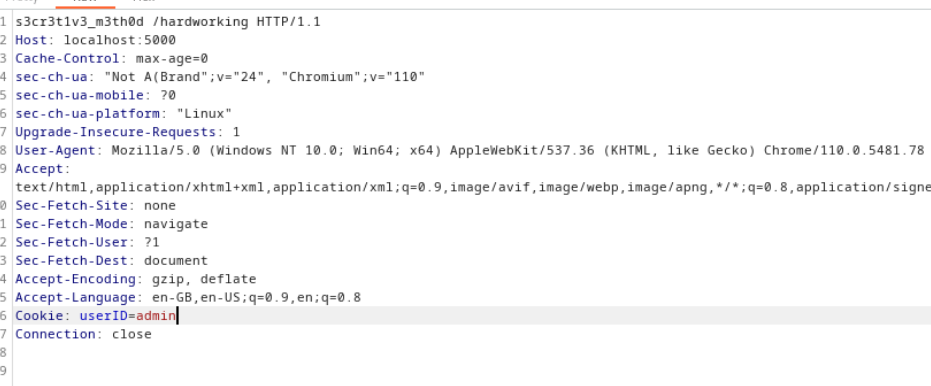 1 s3cr3t1v3_m3th0d /hardworking HTTP/1.1
2 Host: localhost:5000
3 Cache-Control: max-age=0
4 sec-ch-ua: "Not A(Brand";v="24", "Chromium";v="110"
5 sec-ch-ua-mobile: ?0
6 sec-ch-ua-platform: "Linux"
7 Upgrade-Insecure-Requests: 1
8 User-Agent: Mozilla/5.0 (Windows NT 10.0; Win64; x64) AppleWebKit/537.36 (KHTML, like Gecko) Chrome/110.0.5481.78
9 Accept:
text/html,application/xhtml+xml,application/xml;q=0.9,image/avif,image/webp,image/apng,*/*;q=0.8,application/signe
0 Sec-Fetch-Site: none
1 Sec-Fetch-Mode: navigate
2 Sec-Fetch-User: ?1
3 Sec-Fetch-Dest: document
4 Accept-Encoding: gzip, deflate
5 Accept-Language: en-GB,en-US;q=0.9,en;q=0.8
6 Cookie: userID=admin
7 Connection: close
8
9